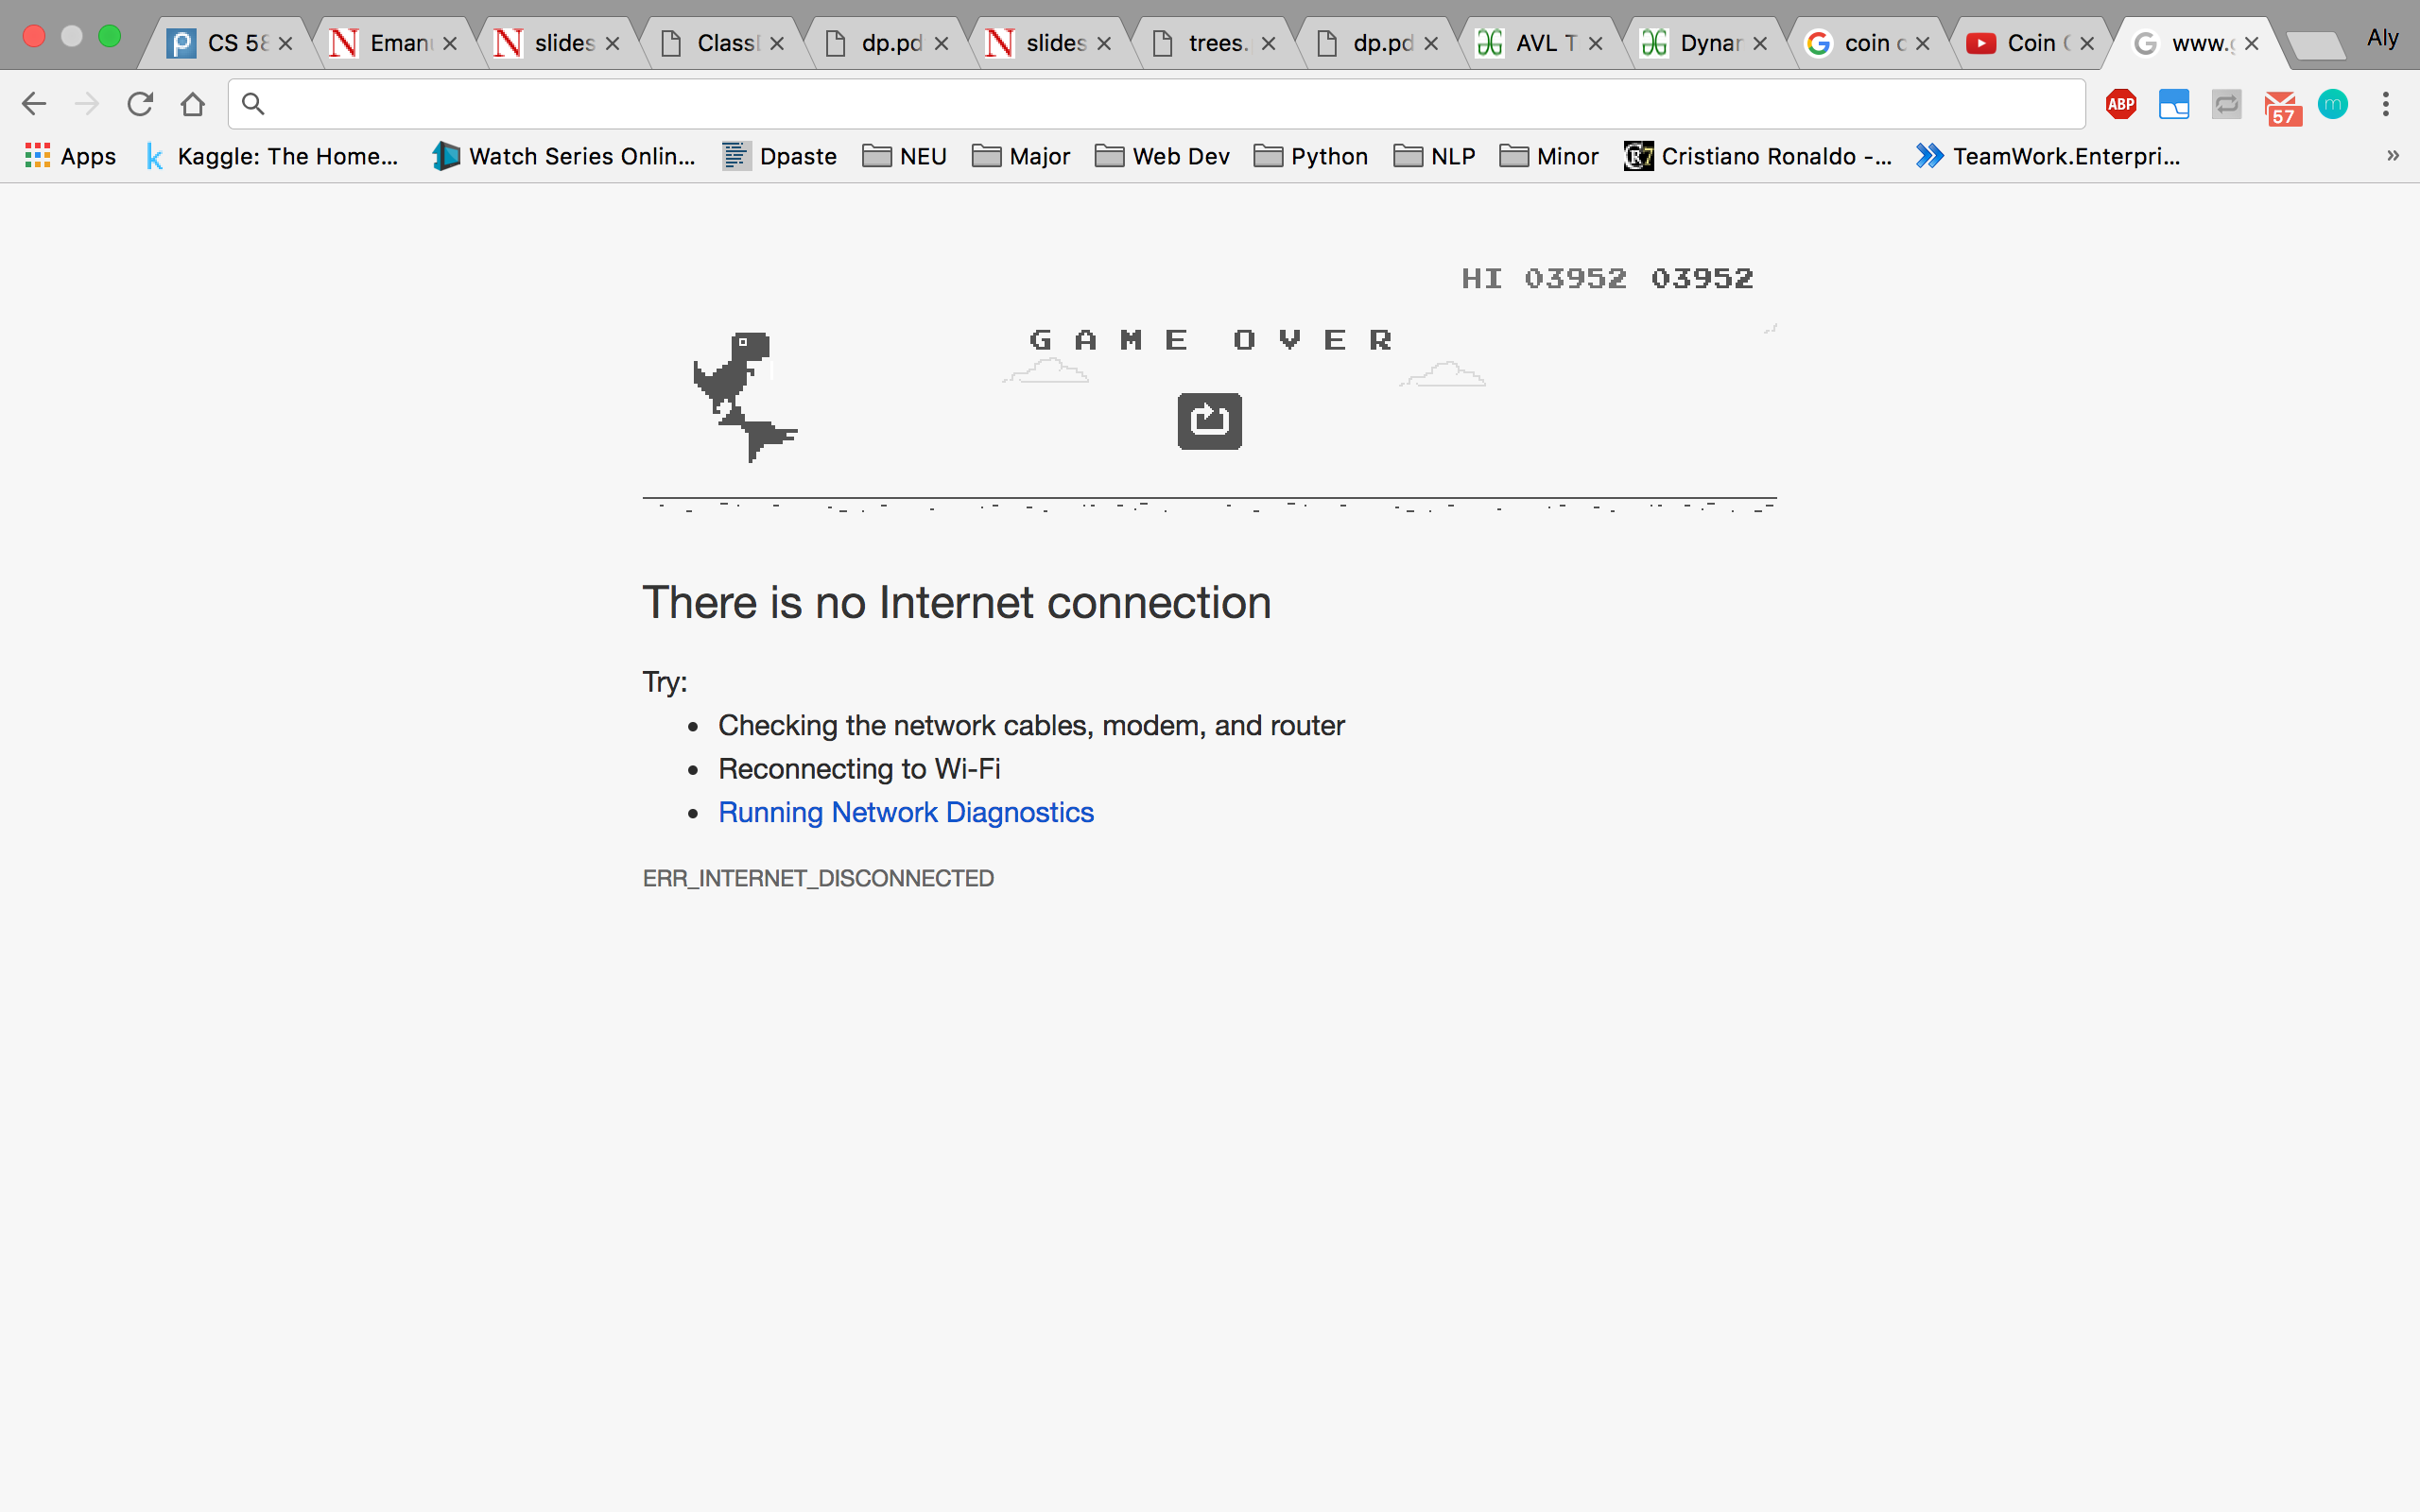 CS 58 Emanu slides Class dp.pd slides trees. dp.pd AVL T Dynar coin c Coin www.g Aly
ABP 57 m
Apps k Kaggle: The Home... Watch Series Onlin... Dpaste NEU Major Web Dev Python NLP Minor Cristiano Ronaldo -... TeamWork.Enterpri... »
HI 03952 03952
GAME OVER
There is no Internet connection
Try:
• Checking the network cables, modem, and router
• Reconnecting to Wi-Fi
• Running Network Diagnostics
ERR_INTERNET_DISCONNECTED